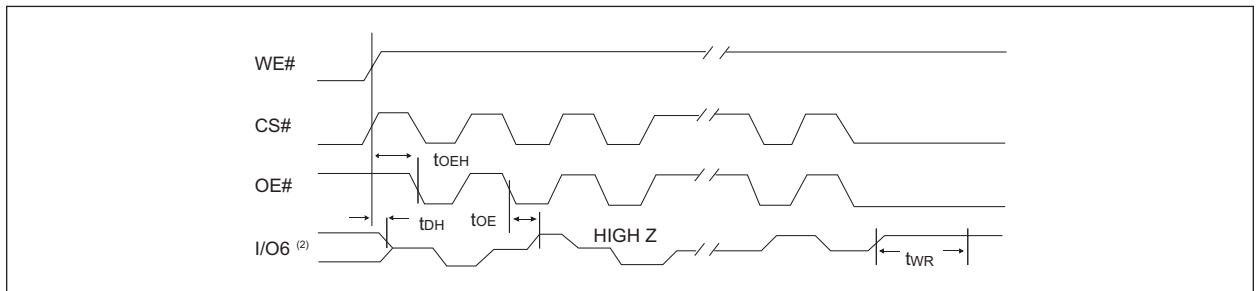 WE#
CS#
tOEH
OE#
tDH
tOE
HIGH Z
I/O6 (2)
tWR